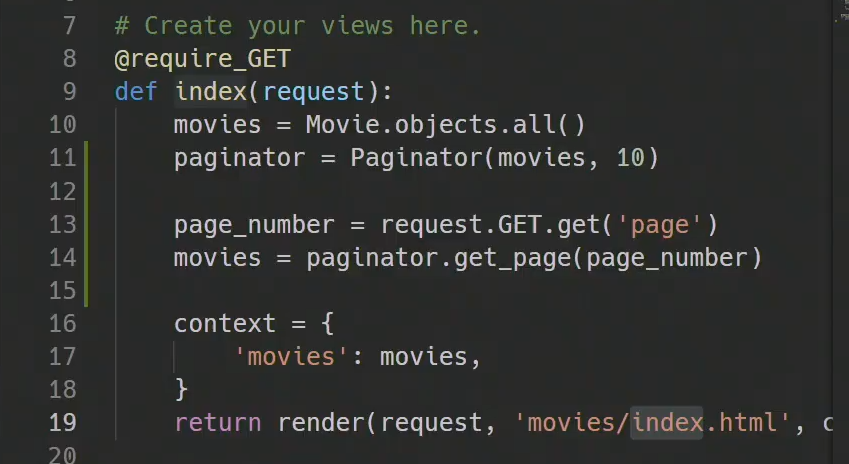 7 # Create your views here.
8 @require_GET
9 def index(request):
10     movies = Movie.objects.all()
11     paginator = Paginator(movies, 10)
12
13     page_number = request.GET.get('page')
14     movies = paginator.get_page(page_number)
15
16     context = {
17         'movies': movies,
18     }
19     return render(request, 'movies/index.html', c
20